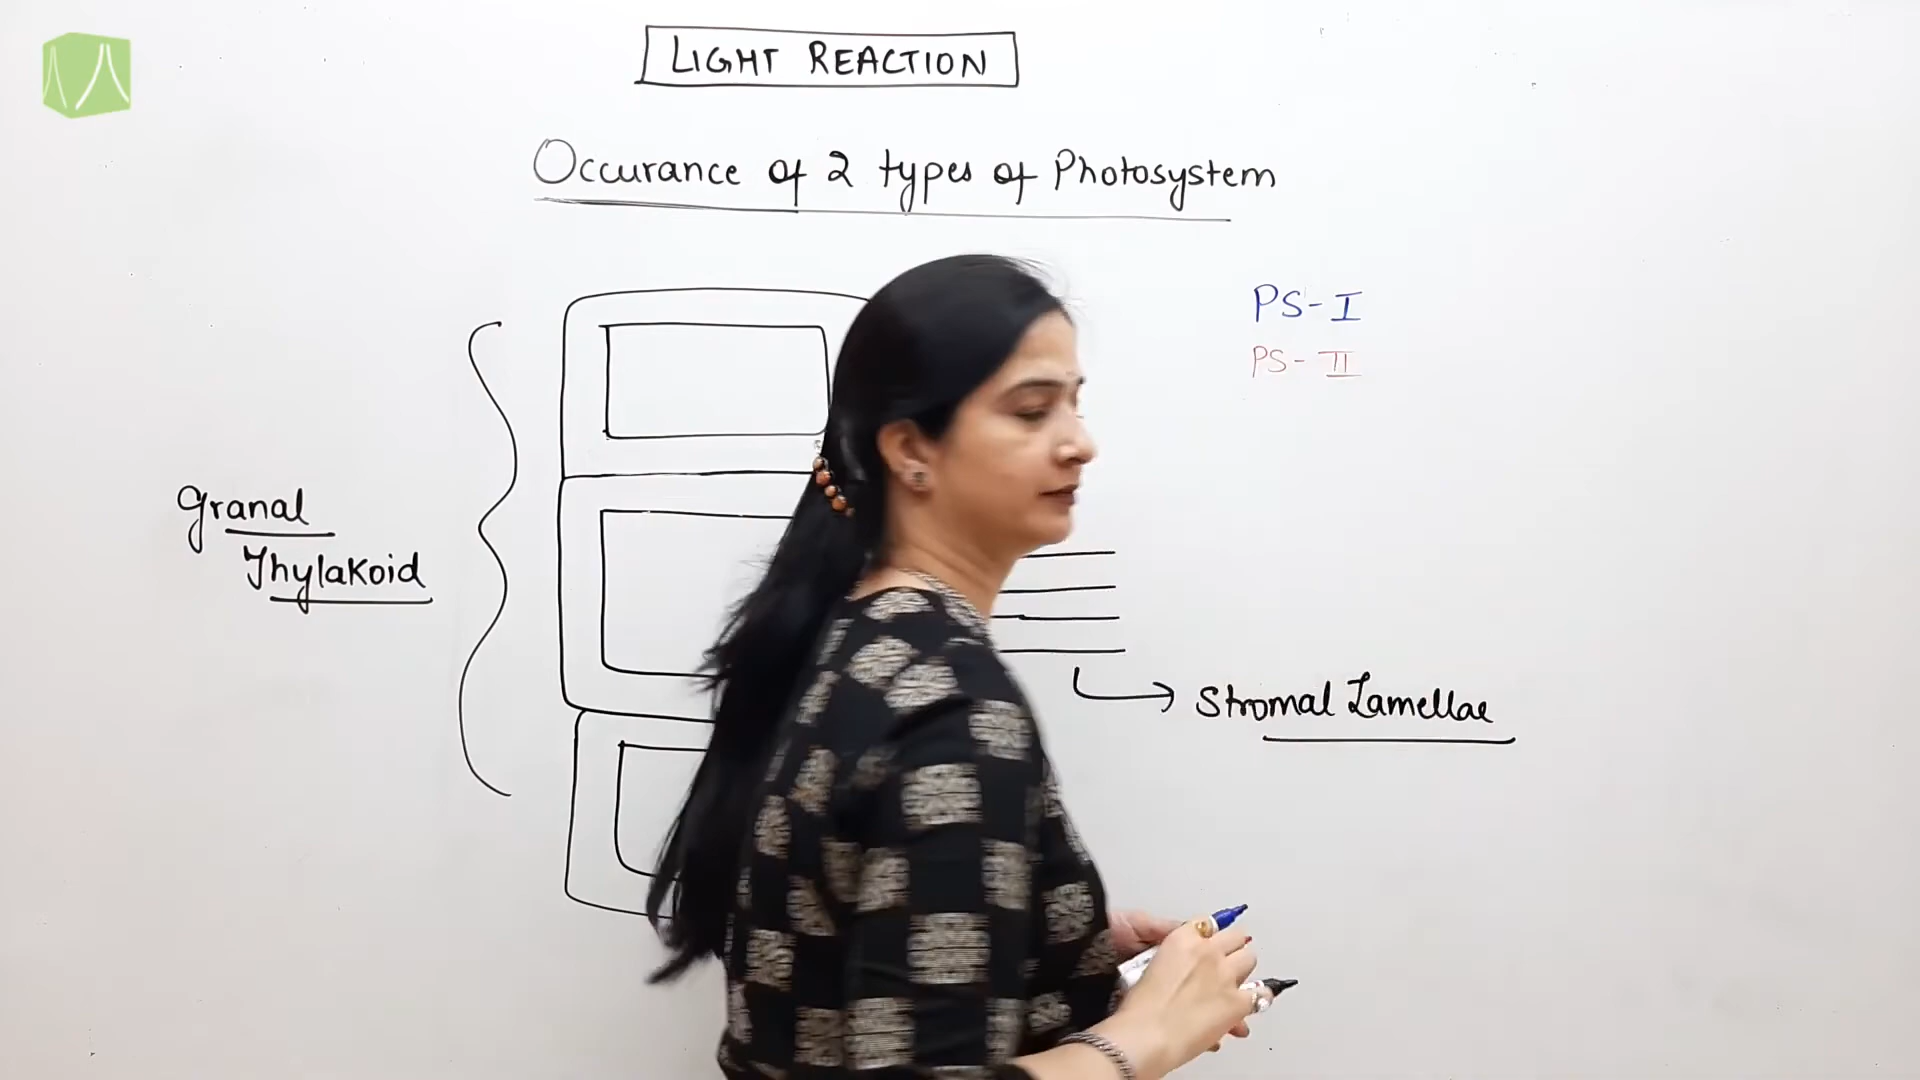 LIGHT REACTION
Occurance of 2 types of Photosystem
PS-I
PS-II
Granal
Thylakoid
Stromal Lamellae